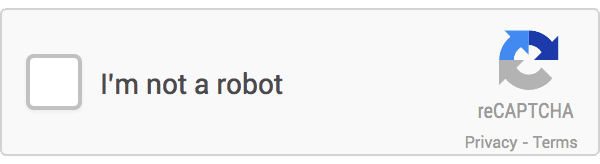 I'm not a robot
reCAPTCHA
Privacy - Terms